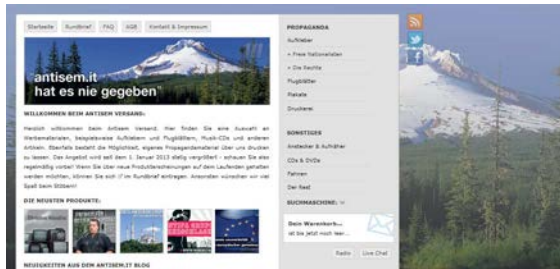 Startseite Rundbrief FAQ AGB Kontakt & Impressum
antisem.it
hat es nie gegeben
WILLKOMMEN BEIM ANTISEM VERSAND:
Herzlich willkommen beim Antisem Versand. Hier finden Sie eine Auswahl an
Werbematerialien, beispielsweise Aufklebern und Flugblättern, Musik-CDs und anderen
Artikeln. Ebenfalls besteht die Möglichkeit, eigenes Propagandamaterial über uns drucken
zu lassen. Das Angebot wird seit dem 1. Januar 2013 stetig vergrößert - schauen Sie also
regelmäßig vorbei! Wenn Sie über neue Produkterscheinungen auf dem Laufenden gehalten
werden möchten, können Sie sich im Rundbrief eintragen. Ansonsten wünschen wir viel
Spaß beim Stöbern!
DIE NEUSTEN PRODUKTE:
NEUIGKEITEN AUS DEM ANTISEM.IT BLOG
PROPAGANDA
Aufkleber
» Freie Nationalisten
» Die Rechte
Flugblätter
Plakate
Druckerei
SONSTIGES
Anstecker & Aufnäher
CDs & DVDs
Fahnen
Der Rest
BUCHMASCHINE:
Dein Warenkorb...
ist bis jetzt noch leer...
Radio Live Chat